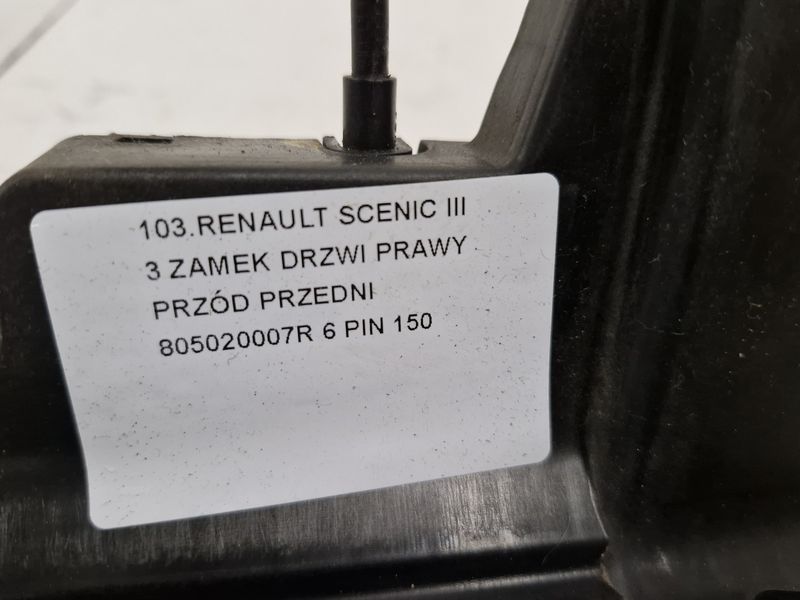 103.RENAULT SCENIC III
3 ZAMEK DRZWI PRAWY
PRZÓD PRZEDNI
805020007R 6 PIN 150